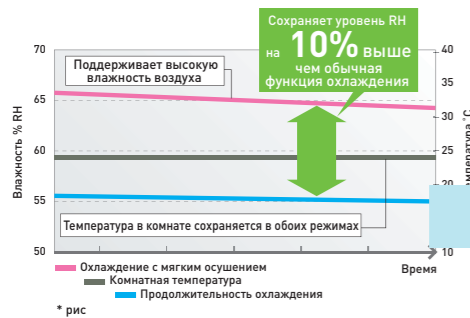 Сохраняет уровень RH
на 10% выше
чем обычная
функция охлаждения
70
65
60
55
50
Влажность % RH
40
35
30
25
20
10
Поддерживает высокую
влажность воздуха
Температура в комнате сохраняется в обоих режимах
Время
Охлаждение с мягким осушением
Комнатная температура
Продолжительность охлаждения
* рис